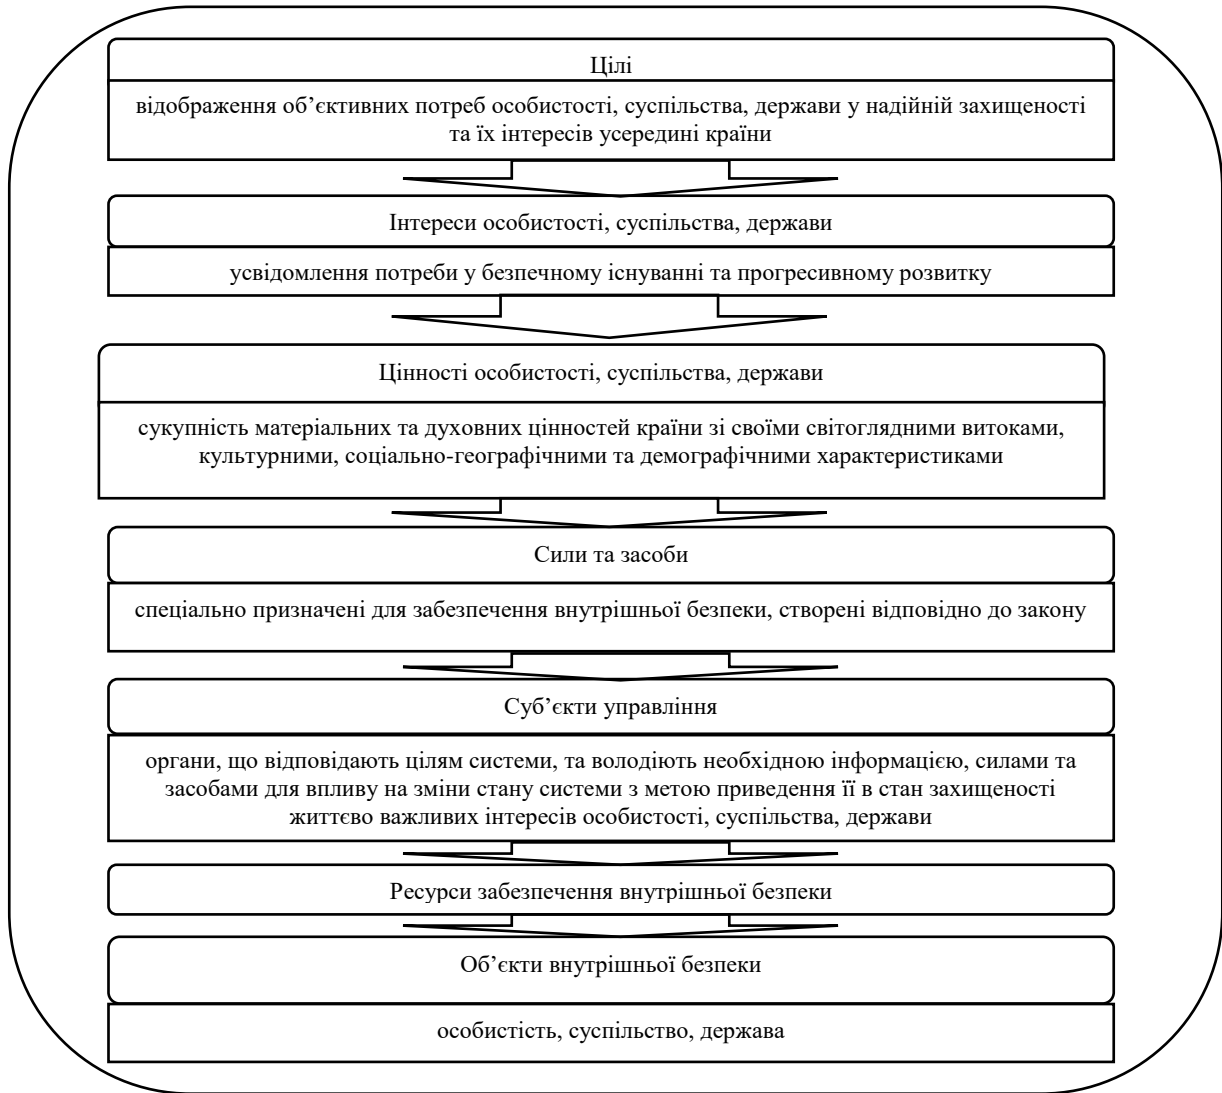 Цілі
відображення об’єктивних потреб особистості, суспільства, держави у надійній захищеності
та їх інтересів усередині країни
Інтереси особистості, суспільства, держави
усвідомлення потреби у безпечному існуванні та прогресивному розвитку
Цінності особистості, суспільства, держави
сукупність матеріальних та духовних цінностей країни зі своїми світоглядними витоками,
культурними, соціально-географічними та демографічними характеристиками
Сили та засоби
спеціально призначені для забезпечення внутрішньої безпеки, створені відповідно до закону
Суб’єкти управління
органи, що відповідають цілям системи, та володіють необхідною інформацією, силами та
засобами для впливу на зміни стану системи з метою приведення її в стан захищеності
життєво важливих інтересів особистості, суспільства, держави
Ресурси забезпечення внутрішньої безпеки
Об’єкти внутрішньої безпеки
особистість, суспільство, держава